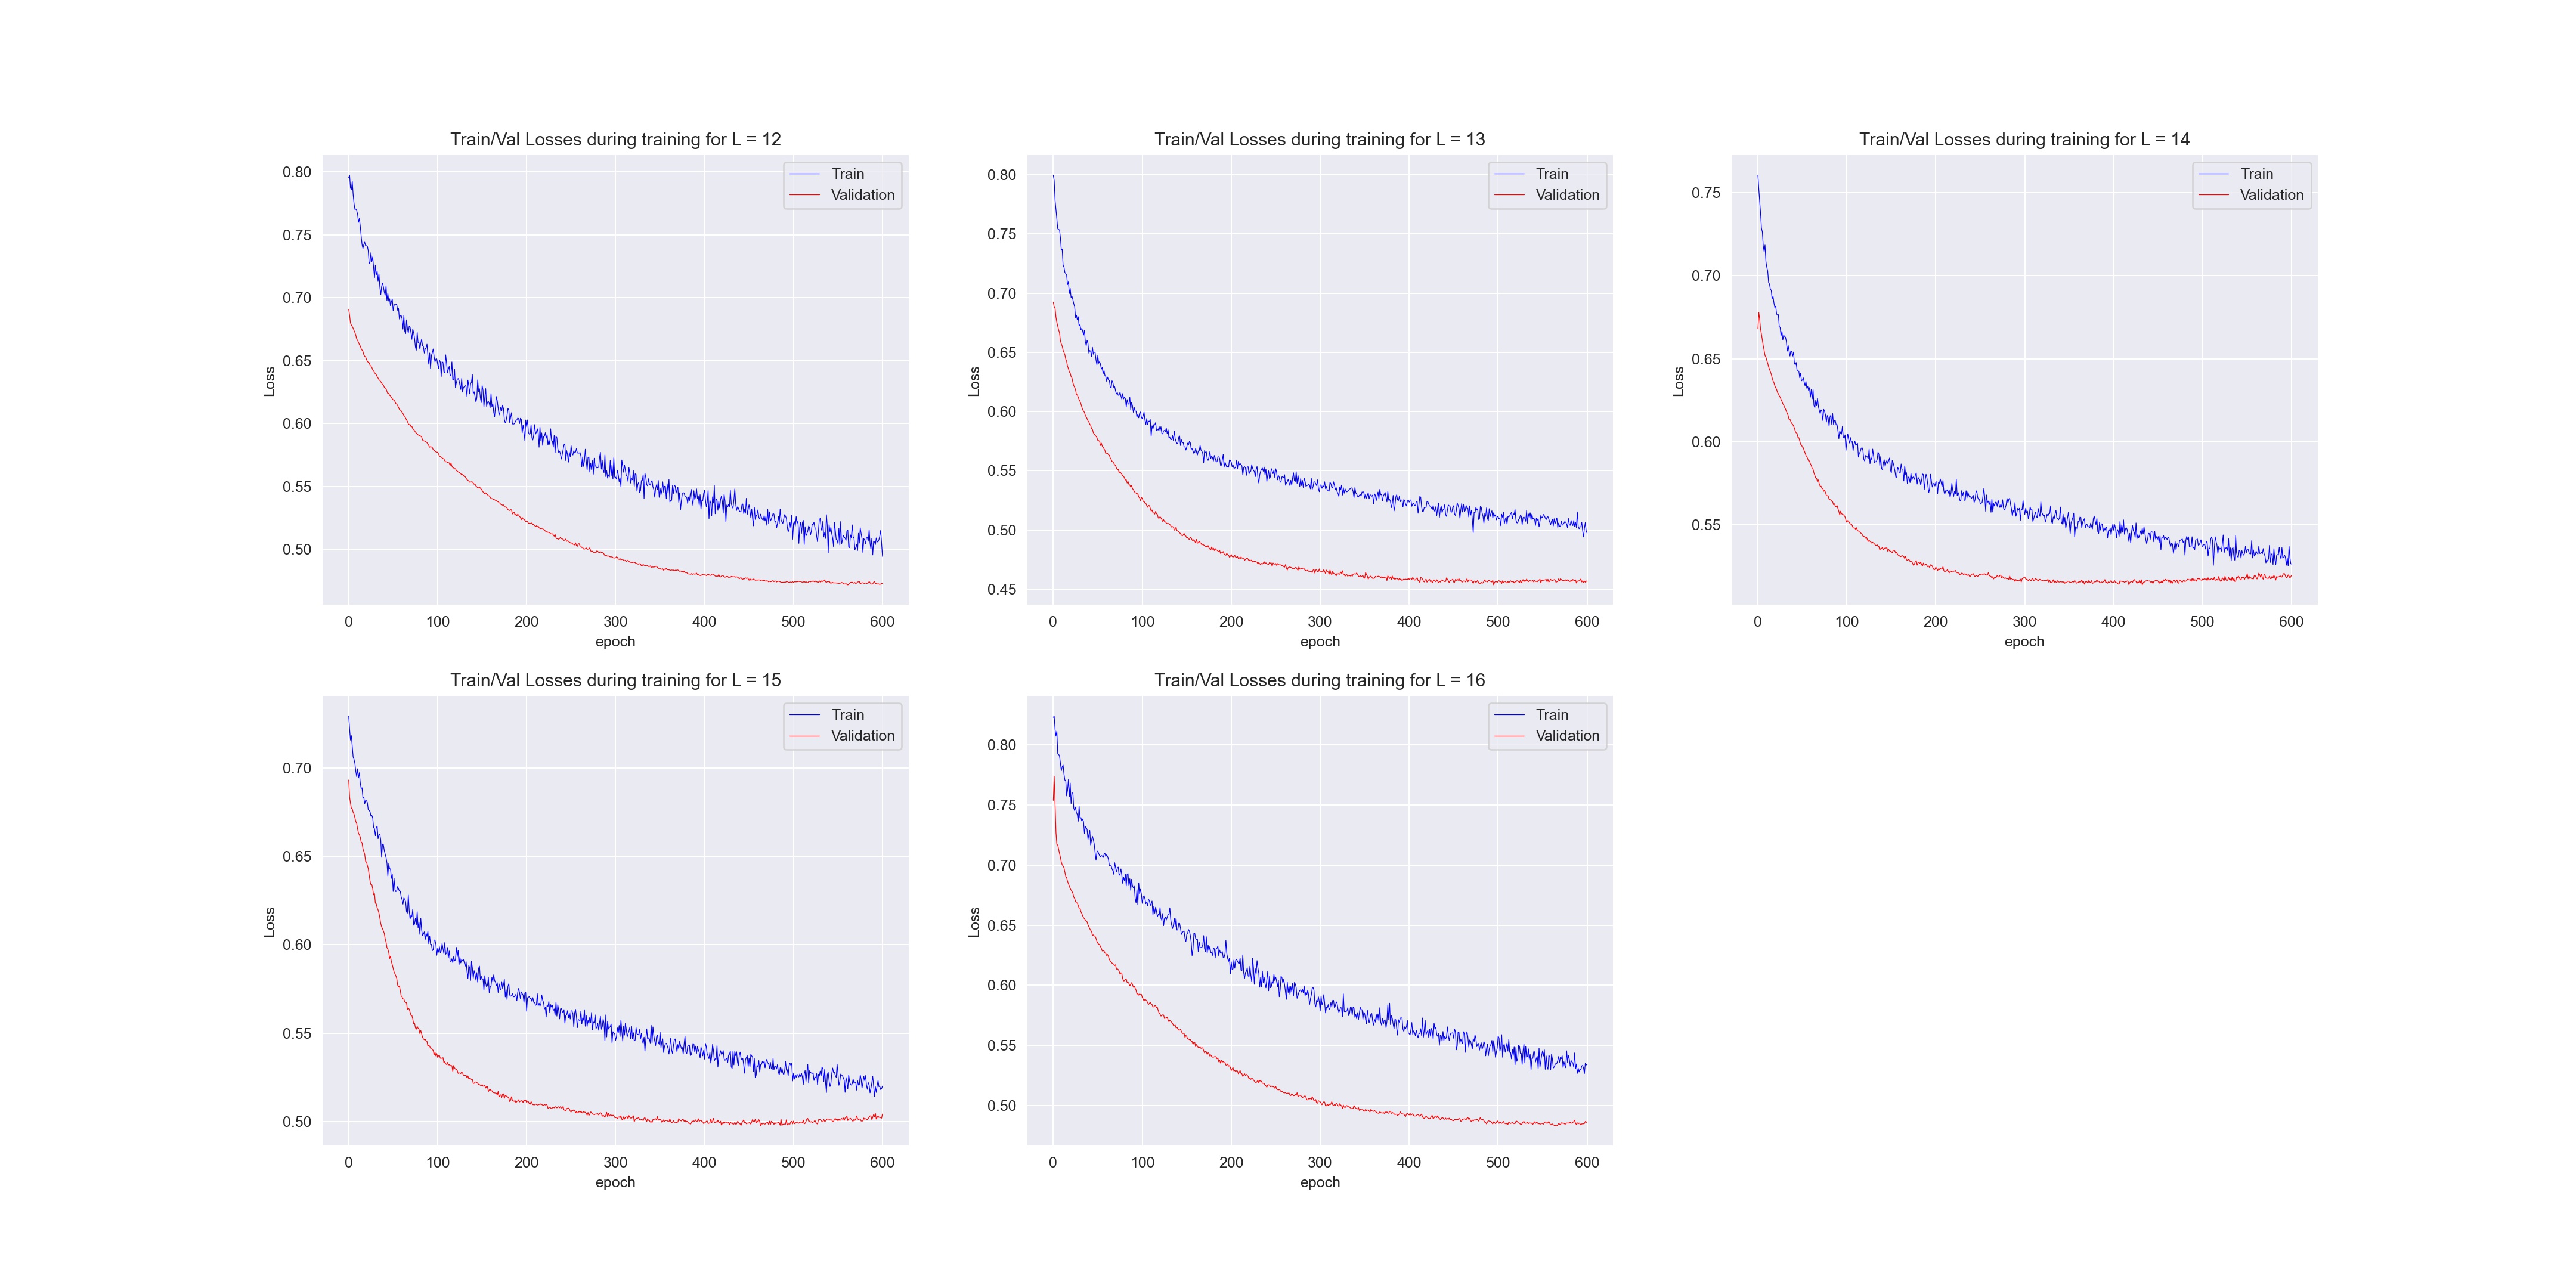 Train/Val Losses during training for L = 12
Train
Validation
0.80
0.75
0.70
0.65
0.60
0.55
0.50
Loss
0 100 200 300 400 500 600
epoch
Train/Val Losses during training for L = 13
Train
Validation
0.80
0.75
0.70
0.65
0.60
0.55
0.50
0.45
Loss
0 100 200 300 400 500 600
epoch
Train/Val Losses during training for L = 14
Train
Validation
0.75
0.70
0.65
0.60
0.55
Loss
0 100 200 300 400 500 600
epoch
Train/Val Losses during training for L = 15
Train
Validation
0.70
0.65
0.60
0.55
0.50
Loss
0 100 200 300 400 500 600
epoch
Train/Val Losses during training for L = 16
Train
Validation
0.80
0.75
0.70
0.65
0.60
0.55
0.50
Loss
0 100 200 300 400 500 600
epoch